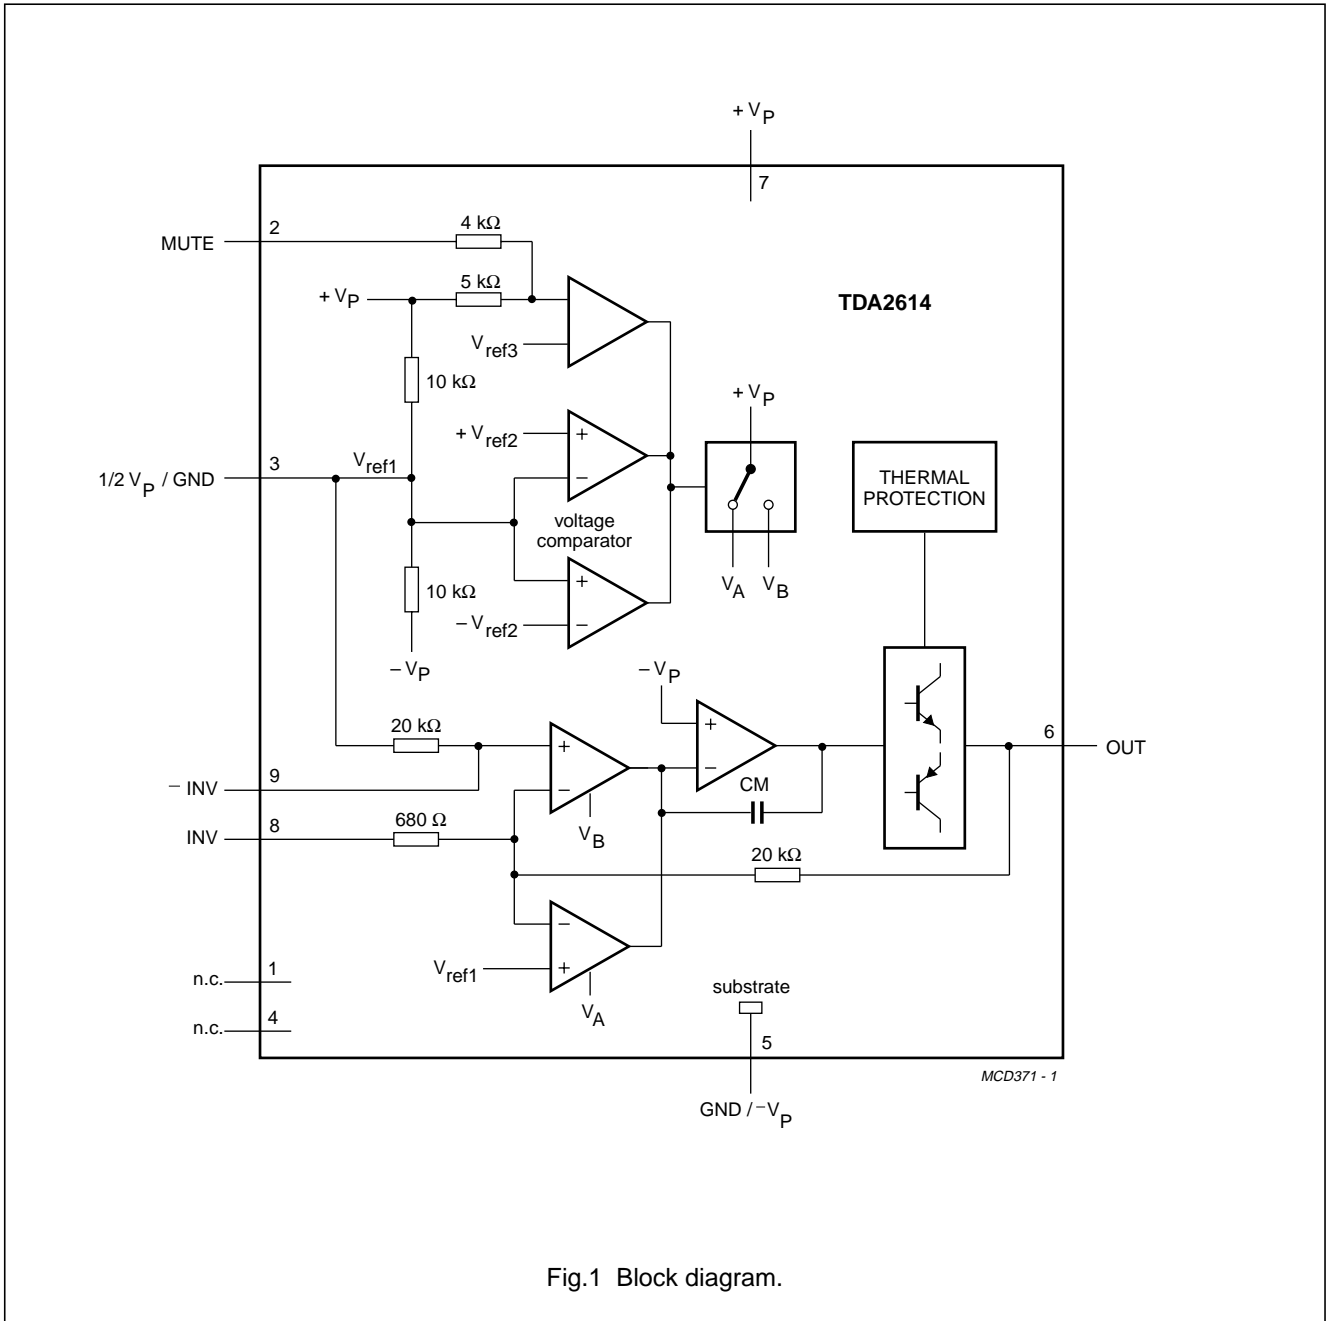 + VP
7
2
4 kΩ
MUTE
5 kΩ
+ VP
TDA2614
Vref3
10 kΩ
+ VP
+ Vref2
+
3
Vref1
1/2 VP / GND
−
THERMAL
PROTECTION
voltage
comparator
+
VA
VB
10 kΩ
− Vref2
−
− VP
− VP
20 kΩ
+
6
OUT
+
−
9
− INV
−
CM
8
680 Ω
INV
VB
20 kΩ
−
Vref1
+
1
n.c.
VA
substrate
4
n.c.
5
MCD371 - 1
GND / −VP
Fig.1 Block diagram.